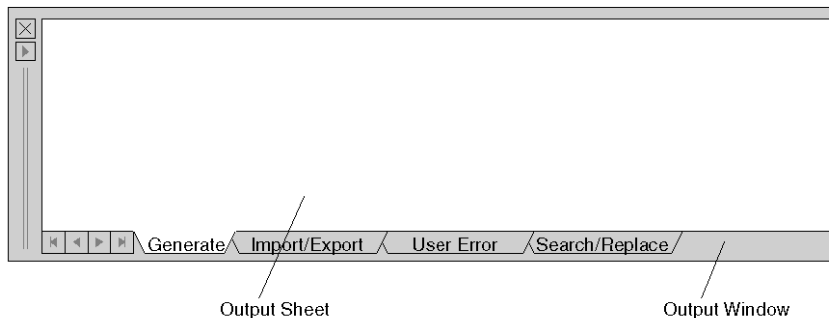 Generate Import/Export User Error Search/Replace
Output Sheet Output Window